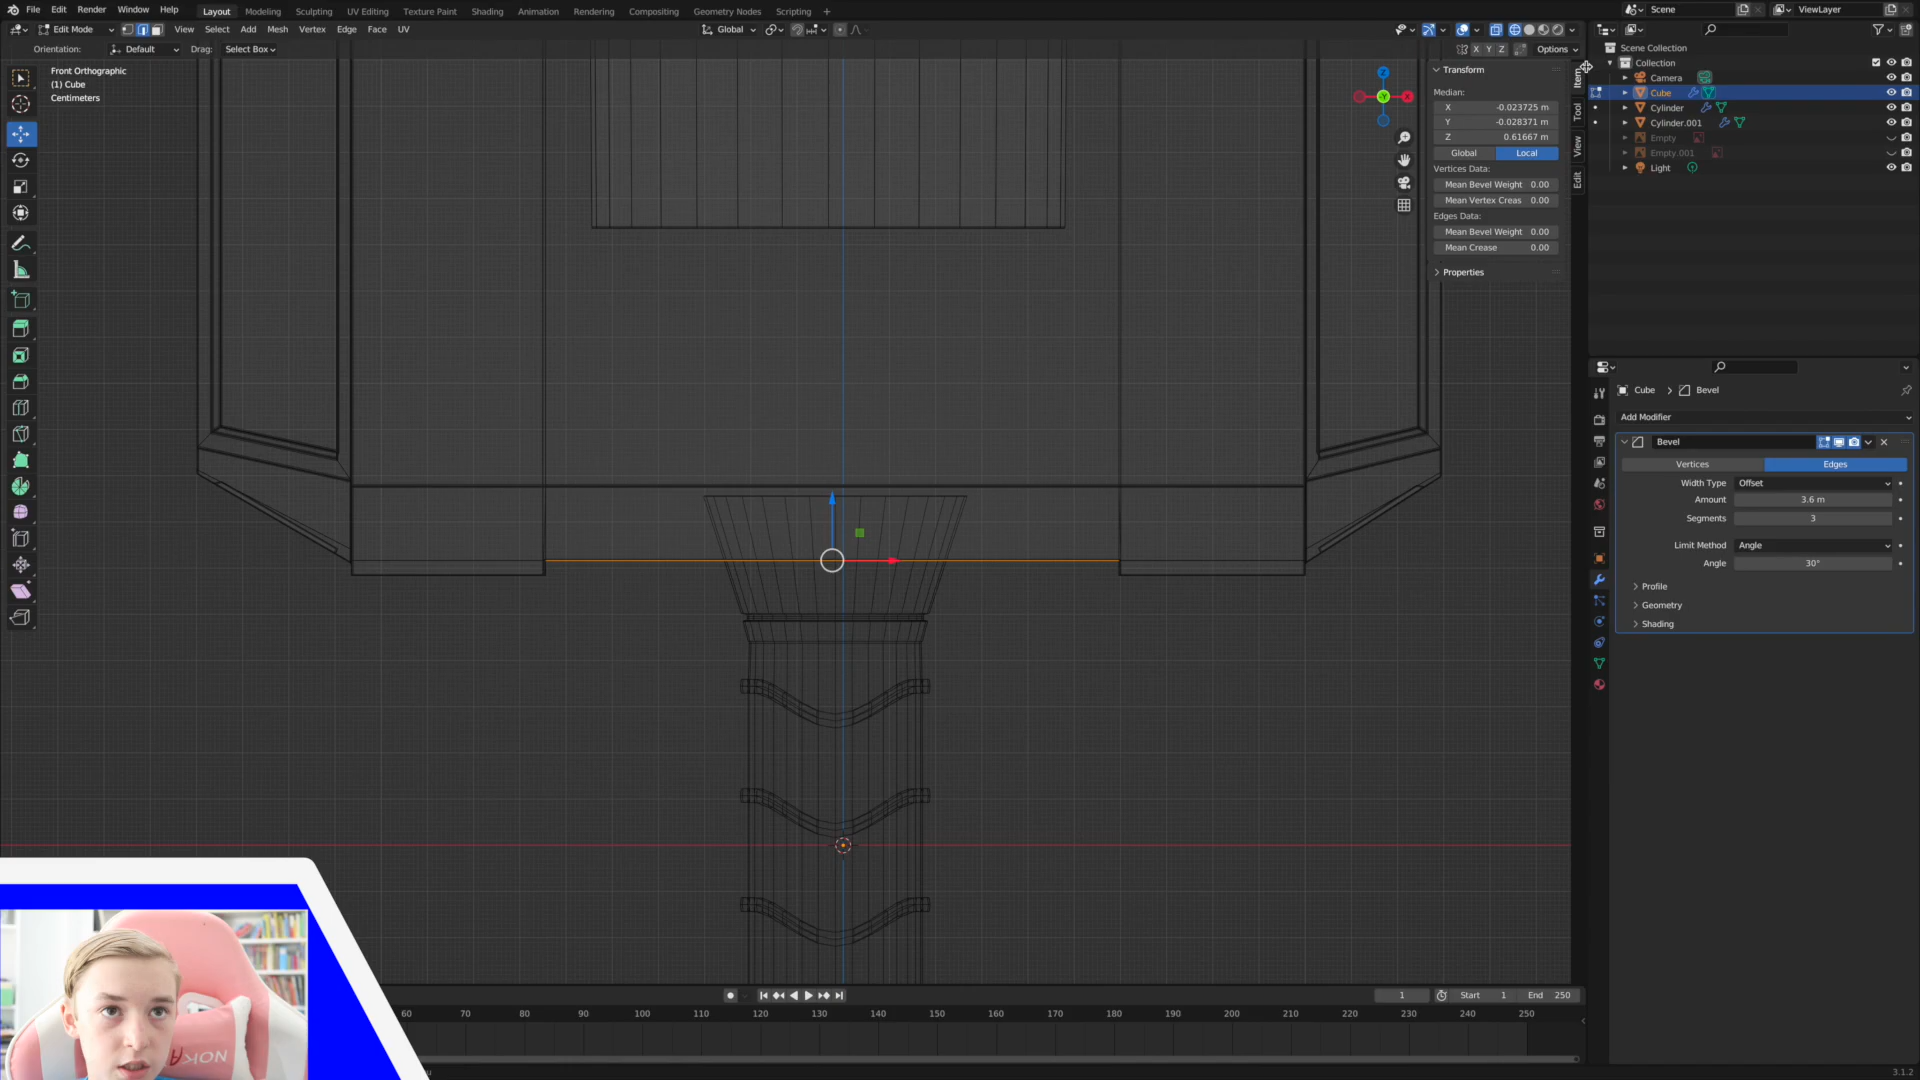 File Edit Render Window Help Layout Modeling Sculpting UV Editing Texture Paint Shading Animation Rendering Compositing Geometry Nodes Scripting + Scene ViewLayer
Edit Mode View Select Add Mesh Vertex Edge Face UV Global
Orientation: Default Drag: Select Box X Y Z Options
Scene Collection
Collection
Camera
Cube
Cylinder
Cylinder.001
Empty
Empty.001
Light
Front Orthographic
(1) Cube
Centimeters
Z
X
-Y
Transform
Median:
X -0.023725 m
Y -0.028371 m
Z 0.61667 m
Global Local
Vertices Data:
Mean Bevel Weight 0.00
Mean Vertex Creas 0.00
Edges Data:
Mean Bevel Weight 0.00
Mean Crease 0.00
Properties
Item
Tool
View
Edit
Cube > Bevel
Add Modifier
Bevel
Vertices Edges
Width Type Offset
Amount 3.6 m
Segments 3
Limit Method Angle
Angle 30°
Profile
Geometry
Shading
1 Start 1 End 250
60 70 80 90 100 110 120 130 140 150 160 170 180 190 200 210 220 230 240 250
3.1.2